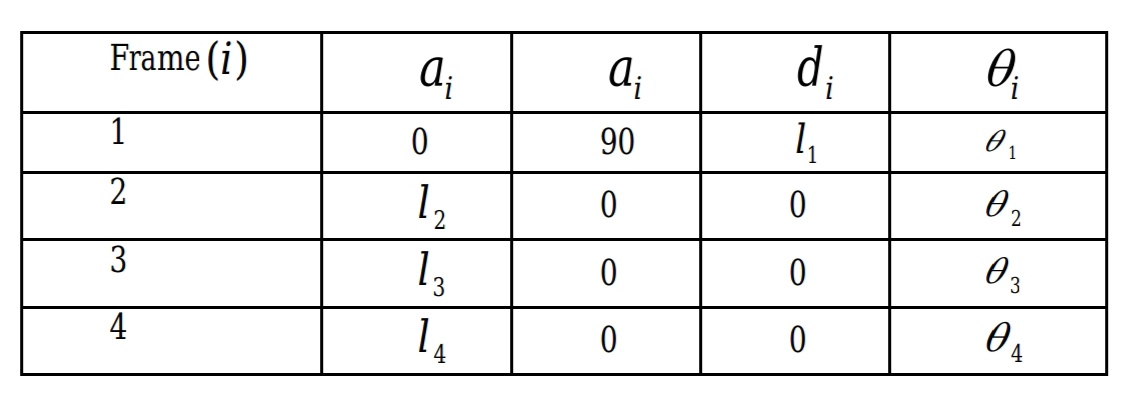 Frame (i) a_i a_i d_i θ_i
1 0 90 l_1 θ_1
2 l_2 0 0 θ_2
3 l_3 0 0 θ_3
4 l_4 0 0 θ_4